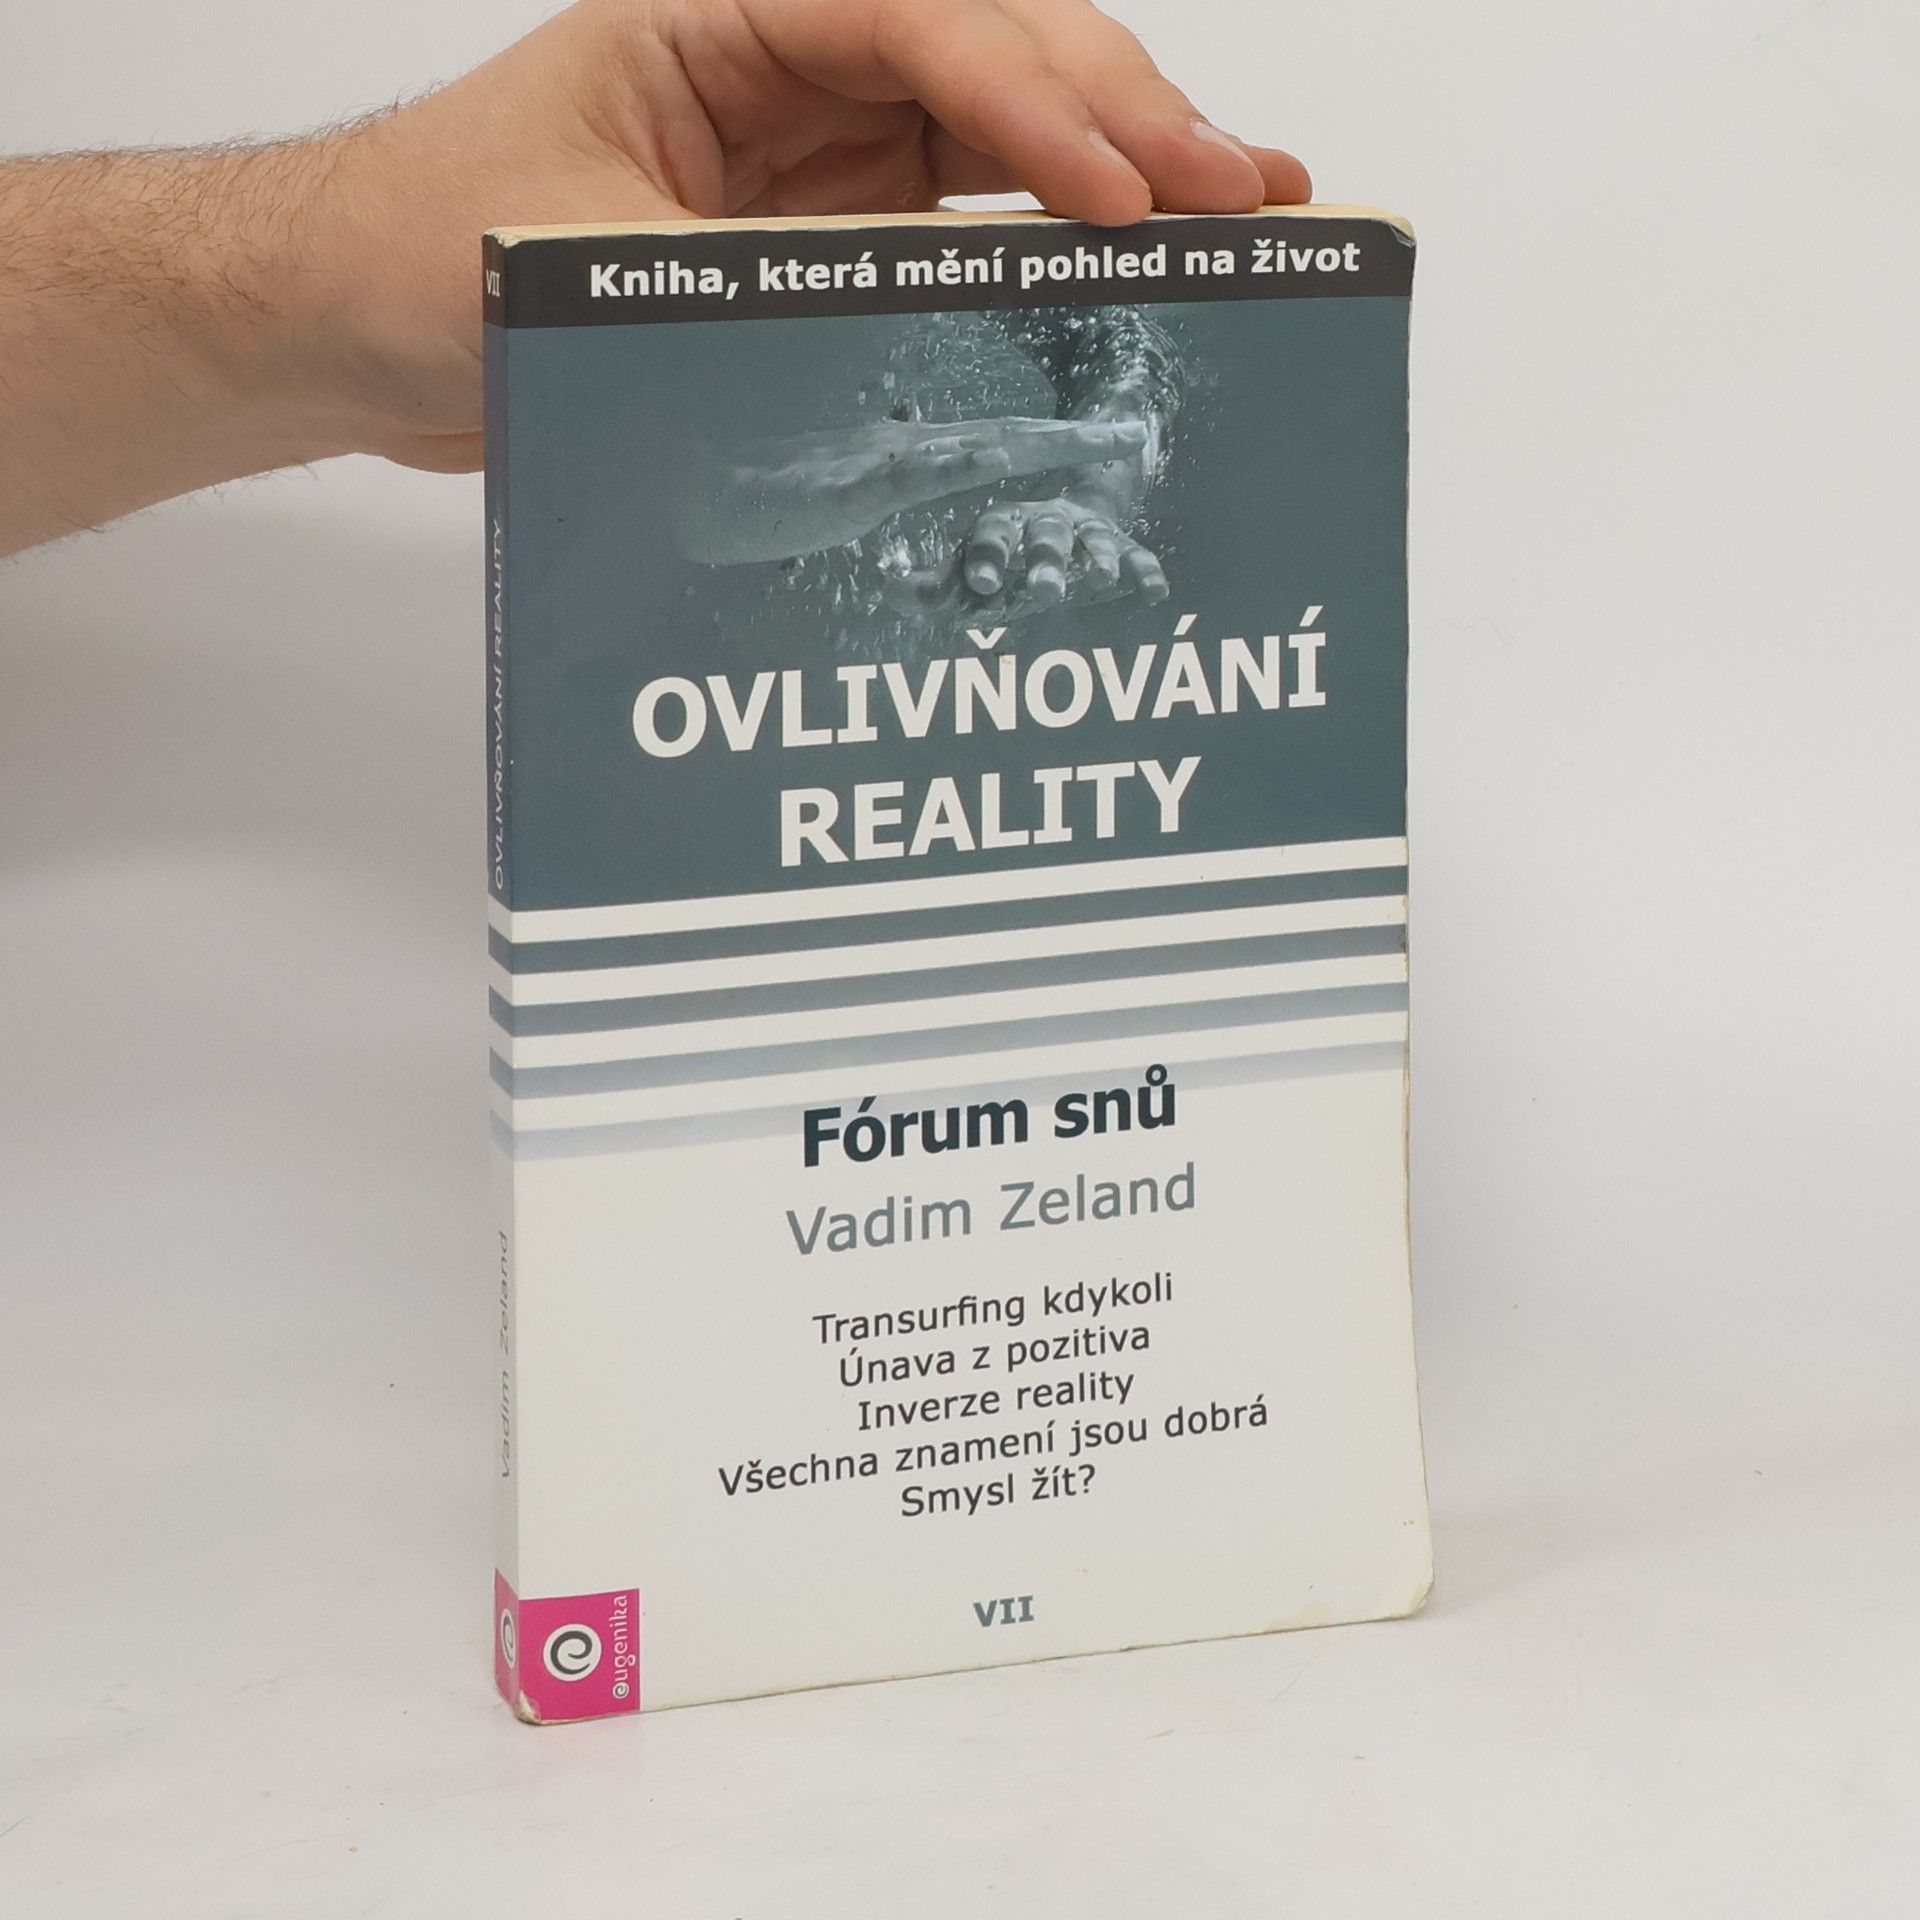 Kniha, která mění pohled na život
OVLIVŇOVÁNÍ
REALITY
Fórum snů
Vadim Zeland
Transurfing kdykoli
Únava z pozitiva
Inverze reality
Všechna znamení jsou dobrá
Smysl žít?
VII
eugenika
VII
OVLIVŇOVÁNÍ REALITY
Vadim Zeland